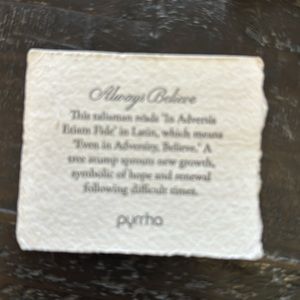 Always Believe
This talisman reads "In Adversis
Etiam Fide" in Latin, which means
"Even in Adversity, Believe." A
tree stump sprouts new growth,
symbolic of hope and renewal
following difficult times.
pyrrha